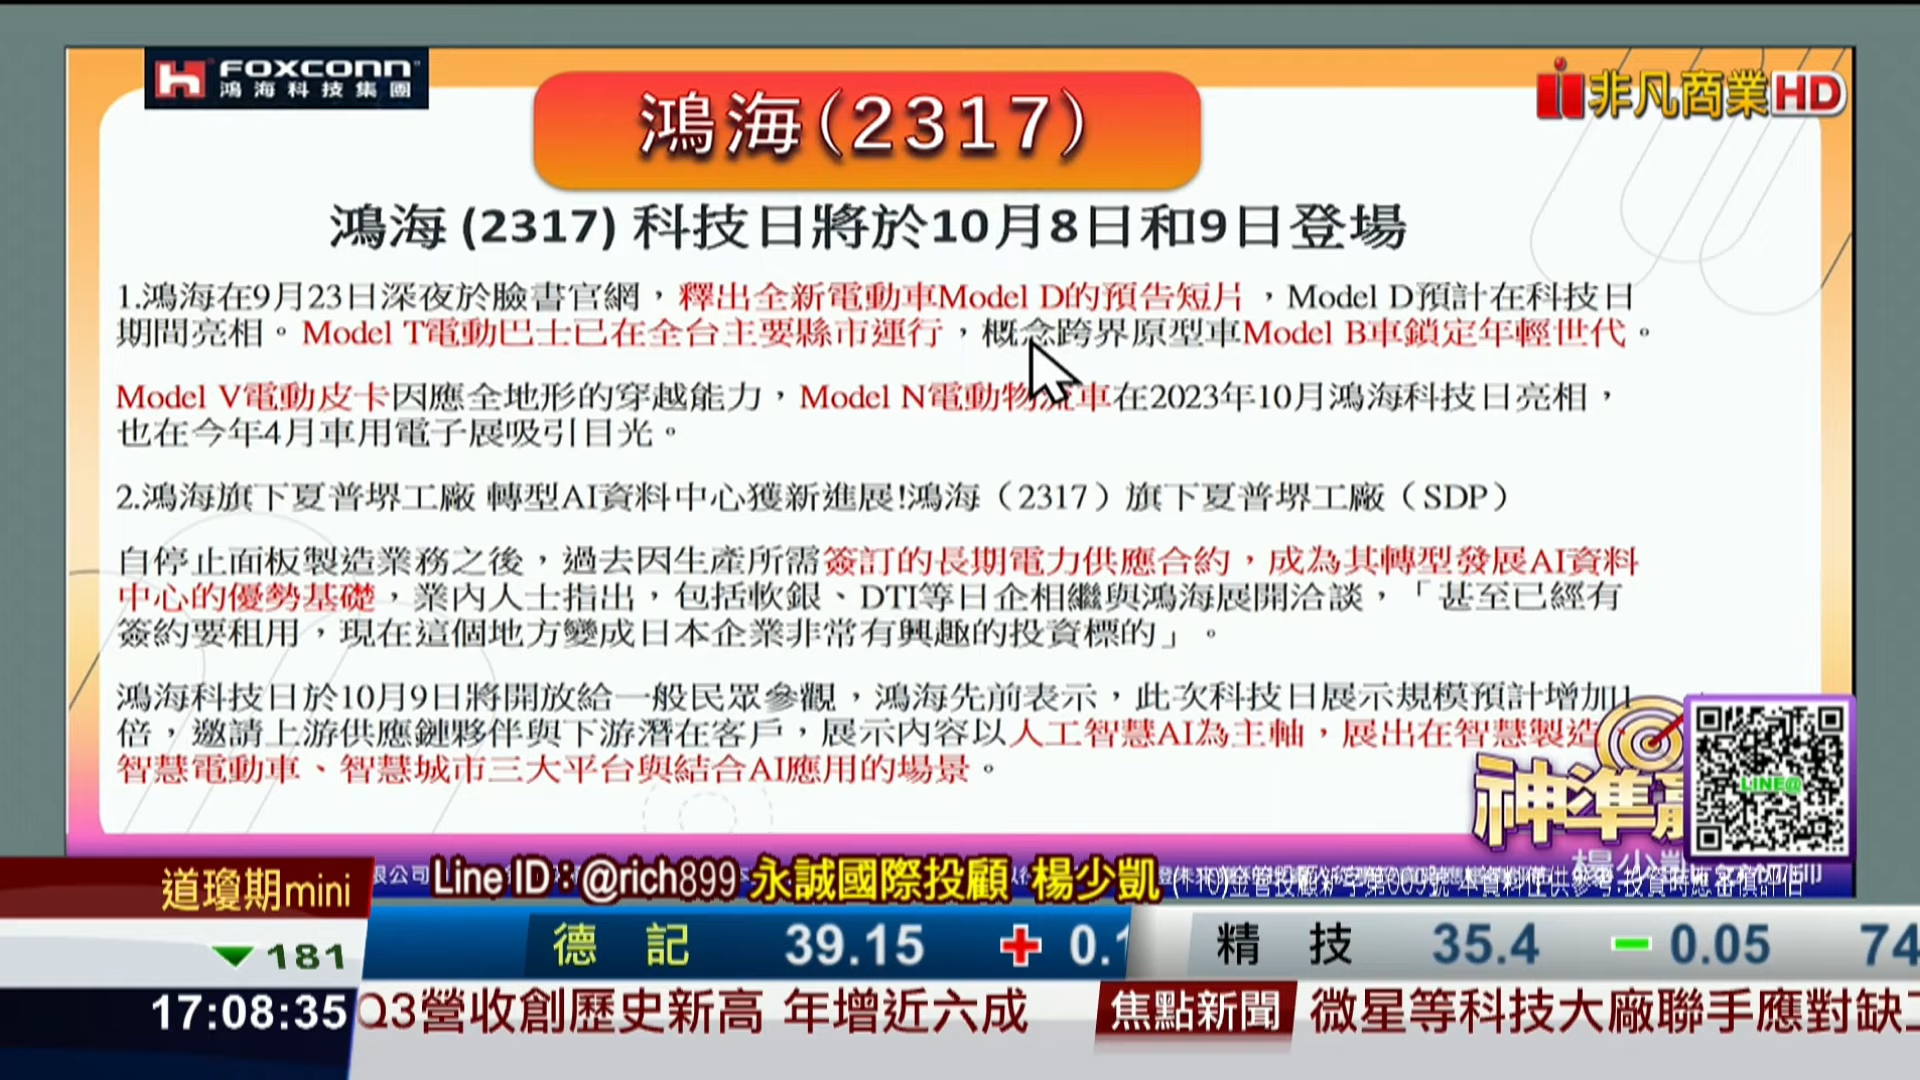 FOXCONN
鴻海科技集團
鴻海(2317)
非凡商業HD
鴻海 (2317) 科技日將於10月8日和9日登場
1.鴻海在9月23日深夜於臉書官網，釋出全新電動車Model D的預告短片，Model D預計在科技日
期間亮相。Model T電動巴士已在全台主要縣市運行，概念跨界原型車Model B車鎖定年輕世代。
Model V電動皮卡因應全地形的穿越能力，Model N電動物流車在2023年10月鴻海科技日亮相，
也在今年4月車用電子展吸引目光。
2.鴻海旗下夏普堺工廠 轉型AI資料中心獲新進展!鴻海（2317）旗下夏普堺工廠（SDP）
自停止面板製造業務之後，過去因生產所需簽訂的長期電力供應合約，成為其轉型發展AI資料
中心的優勢基礎，業內人士指出，包括軟銀、DTI等日企相繼與鴻海展開洽談，「甚至已經有
簽約要租用，現在這個地方變成日本企業非常有興趣的投資標的」。
鴻海科技日於10月9日將開放給一般民眾參觀，鴻海先前表示，此次科技日展示規模預計增加1
倍，邀請上游供應鏈夥伴與下游潛在客戶，展示內容以人工智慧AI為主軸，展出在智慧製造、
智慧電動車、智慧城市三大平台與結合AI應用的場景。
神準
LINE@
道瓊期mini
限公司
Line ID：@rich899 永誠國際投顧 楊少凱
▼181
德 記 39.15 + 0.1
精 技 35.4 - 0.05 74
17:08:35
Q3營收創歷史新高 年增近六成
焦點新聞
微星等科技大廠聯手應對缺工